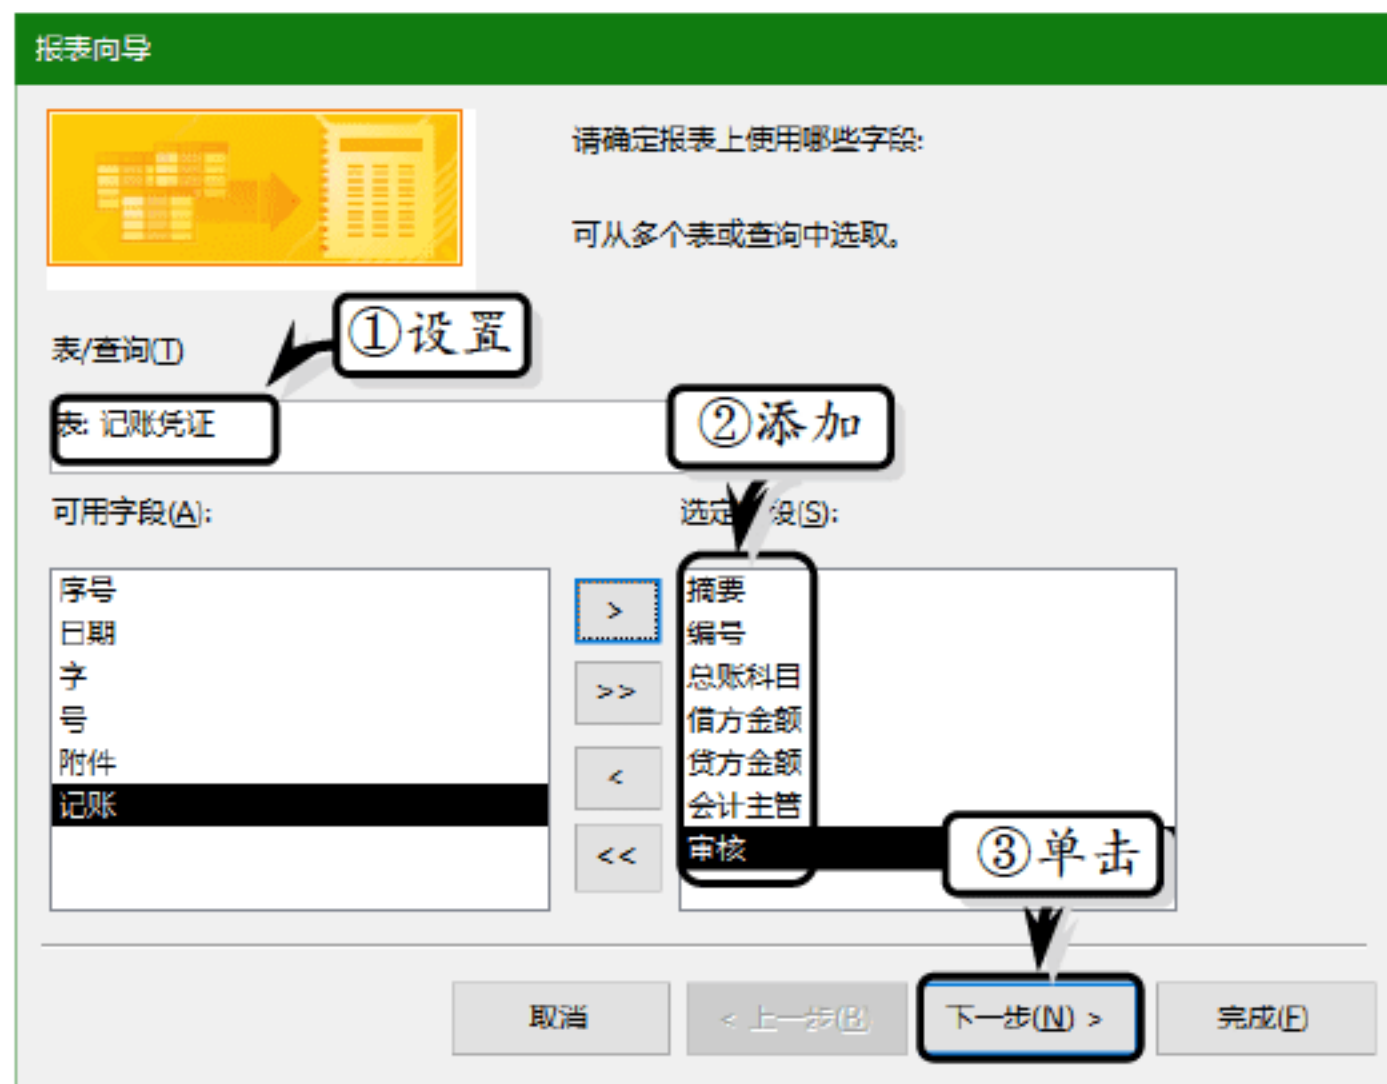 报表向导
请确定报表上使用哪些字段:
可从多个表或查询中选取。
①设置
表/查询(T)
表: 记账凭证
②添加
可用字段(A):
选定 段(S):
序号
日期
字
号
附件
记账
>
>>
<
<<
摘要
编号
总账科目
借方金额
贷方金额
会计主管
审核
③单击
取消
< 上一步(B)
下一步(N) >
完成(F)